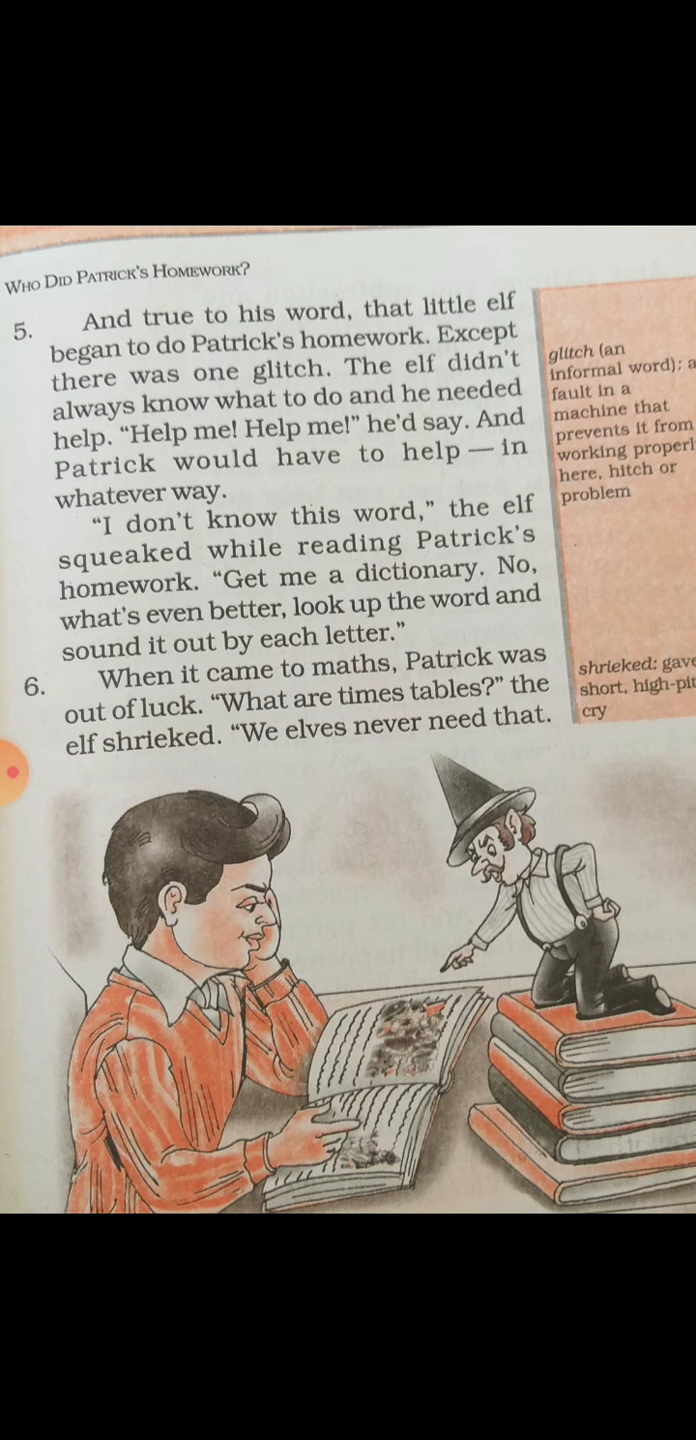 WHO DID PATRICK'S HOMEWORK?
5. And true to his word, that little elf
began to do Patrick's homework. Except
there was one glitch. The elf didn't
always know what to do and he needed
help. “Help me! Help me!” he'd say. And
Patrick would have to help — in
whatever way.
“I don't know this word,” the elf
squeaked while reading Patrick's
homework. “Get me a dictionary. No,
what's even better, look up the word and
sound it out by each letter.”
6. When it came to maths, Patrick was
out of luck. “What are times tables?” the
elf shrieked. “We elves never need that.
glitch (an
informal word): a
fault in a
machine that
prevents it from
working properl
here, hitch or
problem
shrieked: gave
short, high-pit
cry